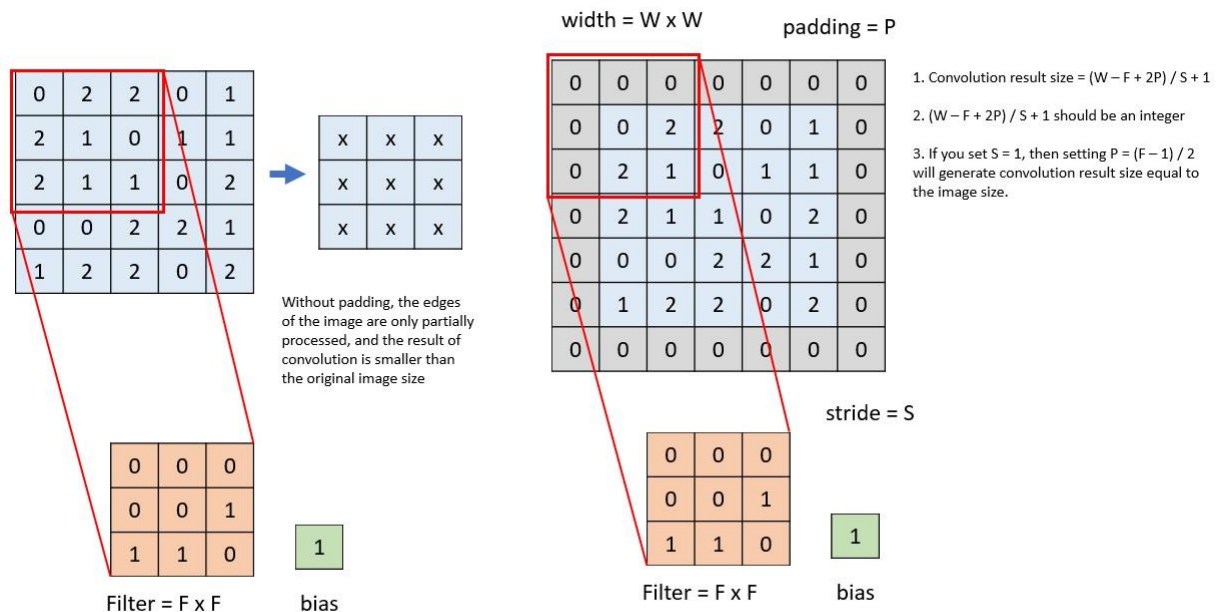 width = W x W
padding = P
0 2 2 0 1
2 1 0 1 1
2 1 1 0 2
0 0 2 2 1
1 2 2 0 2
x x x
x x x
x x x
Without padding, the edges
of the image are only partially
processed, and the result of
convolution is smaller than
the original image size
0 0 0
0 0 1
1 1 0
Filter = F x F
1
bias
0 0 0 0 0 0 0
0 0 2 2 0 1 0
0 2 1 0 1 1 0
0 2 1 1 0 2 0
0 0 0 2 2 1 0
0 1 2 2 0 2 0
0 0 0 0 0 0 0
stride = S
0 0 0
0 0 1
1 1 0
Filter = F x F
1
bias
1. Convolution result size = (W – F + 2P) / S + 1
2. (W – F + 2P) / S + 1 should be an integer
3. If you set S = 1, then setting P = (F – 1) / 2
will generate convolution result size equal to
the image size.